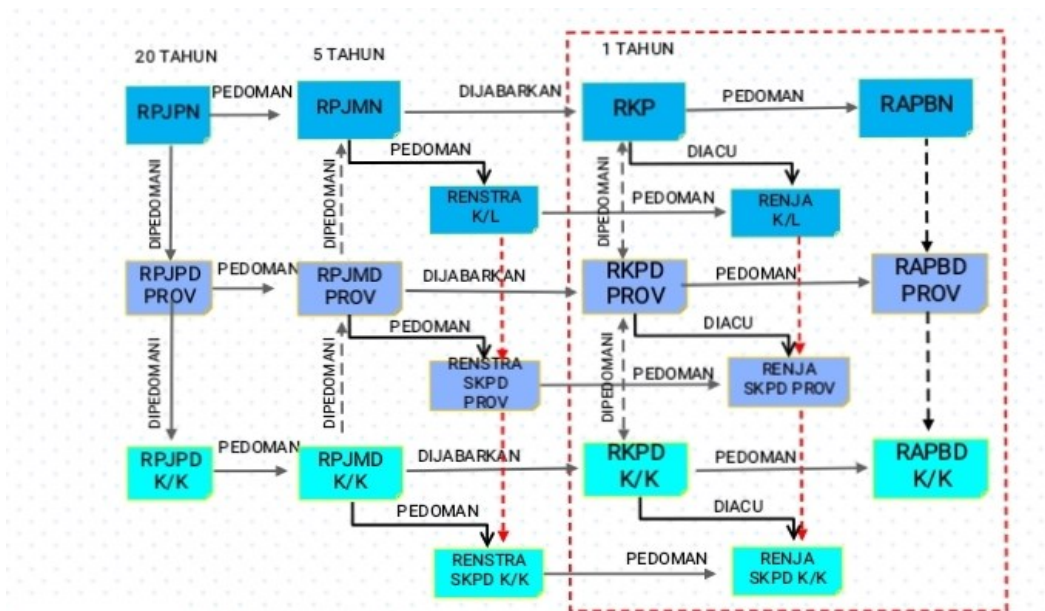 20 TAHUN
5 TAHUN
1 TAHUN
RPJPN
PEDOMAN
RPJMN
DIJABARKAN
RKP
PEDOMAN
RAPBN
DIPEDOMANI
DIPEDOMANI
PEDOMAN
RENSTRA
K/L
PEDOMAN
DIPEDOMANI
DIACU
RENJA
K/L
RPJPD
PROV
PEDOMAN
RPJMD
PROV
DIJABARKAN
RKPD
PROV
PEDOMAN
RAPBD
PROV
DIPEDOMANI
DIPEDOMANI
PEDOMAN
RENSTRA
SKPD
PROV
PEDOMAN
DIPEDOMANI
DIACU
RENJA
SKPD PROV
RPJPD
K/K
PEDOMAN
RPJMD
K/K
DIJABARKAN
RKPD
K/K
PEDOMAN
RAPBD
K/K
PEDOMAN
RENSTRA
SKPD K/K
PEDOMAN
DIACU
RENJA
SKPD K/K